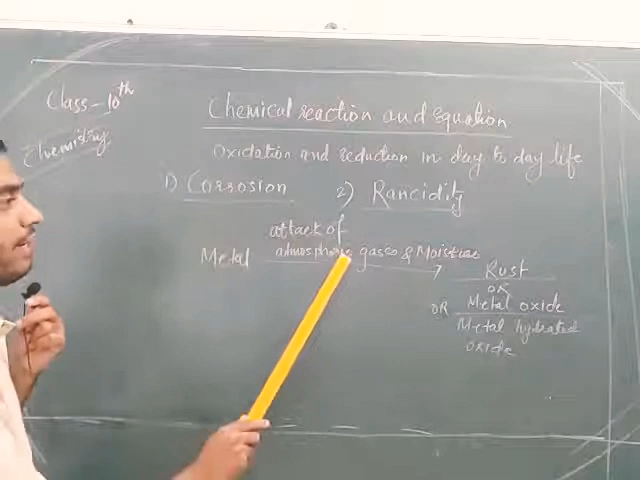 Class - 10th
Chemistry
Chemical reaction and equation
Oxidation and reduction in day to day life
1) Corrosion 2) Rancidity
attack of
Metal atmospheric gases & Moisture
Rust
OR
OR Metal oxide
Metal hydrated
oxide